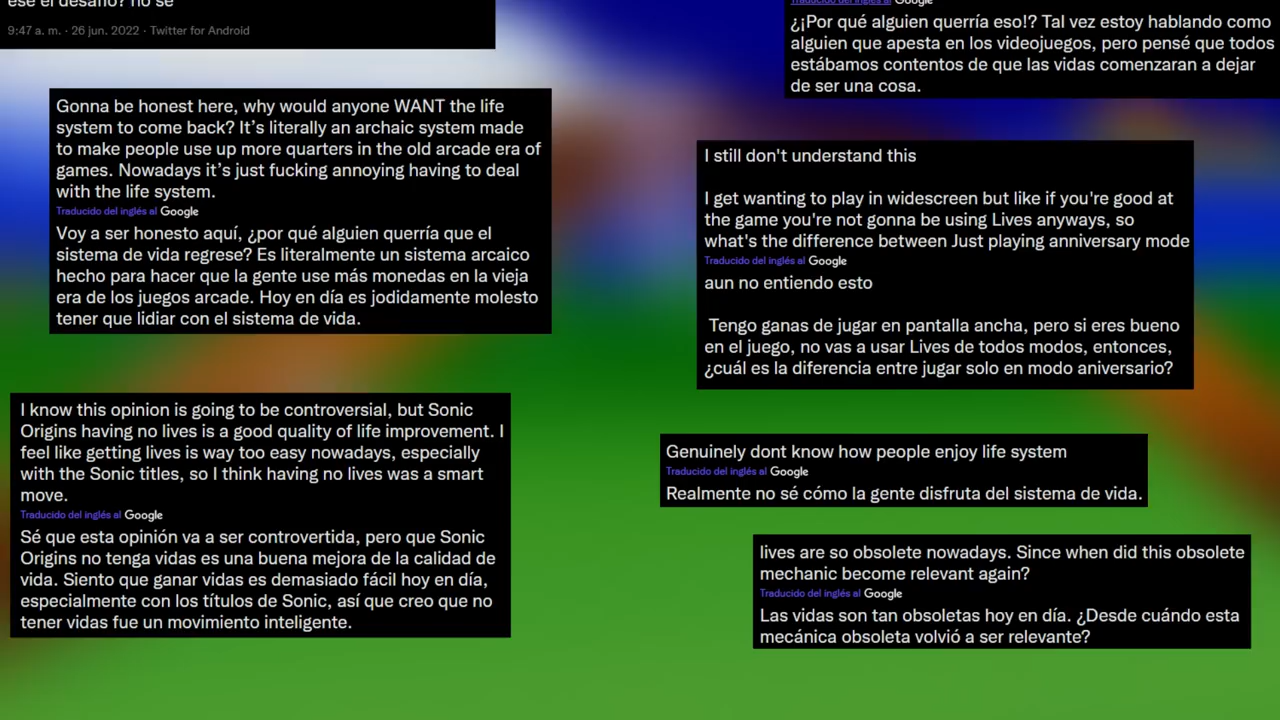 ese el desafío? no sé
9:47 a. m. · 26 jun. 2022 · Twitter for Android
Gonna be honest here, why would anyone WANT the life
system to come back? It's literally an archaic system made
to make people use up more quarters in the old arcade era of
games. Nowadays it's just fucking annoying having to deal
with the life system.
Traducido del inglés al Google
Voy a ser honesto aquí, ¿por qué alguien querría que el
sistema de vida regrese? Es literalmente un sistema arcaico
hecho para hacer que la gente use más monedas en la vieja
era de los juegos arcade. Hoy en día es jodidamente molesto
tener que lidiar con el sistema de vida.
I know this opinion is going to be controversial, but Sonic
Origins having no lives is a good quality of life improvement. I
feel like getting lives is way too easy nowadays, especially
with the Sonic titles, so I think having no lives was a smart
move.
Traducido del inglés al Google
Sé que esta opinión va a ser controvertida, pero que Sonic
Origins no tenga vidas es una buena mejora de la calidad de
vida. Siento que ganar vidas es demasiado fácil hoy en día,
especialmente con los títulos de Sonic, así que creo que no
tener vidas fue un movimiento inteligente.
Traducido del inglés al Google
¿¡Por qué alguien querría eso!? Tal vez estoy hablando como
alguien que apesta en los videojuegos, pero pensé que todos
estábamos contentos de que las vidas comenzaran a dejar
de ser una cosa.
I still don't understand this
I get wanting to play in widescreen but like if you're good at
the game you're not gonna be using Lives anyways, so
what's the difference between Just playing anniversary mode
Traducido del inglés al Google
aun no entiendo esto
Tengo ganas de jugar en pantalla ancha, pero si eres bueno
en el juego, no vas a usar Lives de todos modos, entonces,
¿cuál es la diferencia entre jugar solo en modo aniversario?
Genuinely dont know how people enjoy life system
Traducido del inglés al Google
Realmente no sé cómo la gente disfruta del sistema de vida.
lives are so obsolete nowadays. Since when did this obsolete
mechanic become relevant again?
Traducido del inglés al Google
Las vidas son tan obsoletas hoy en día. ¿Desde cuándo esta
mecánica obsoleta volvió a ser relevante?